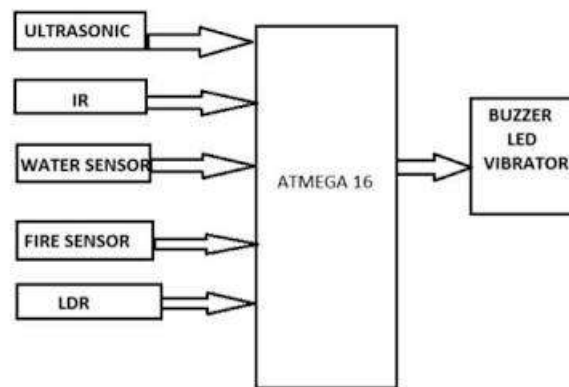 ULTRASONIC
IR
WATER SENSOR
FIRE SENSOR
LDR
ATMEGA 16
BUZZER
LED
VIBRATOR